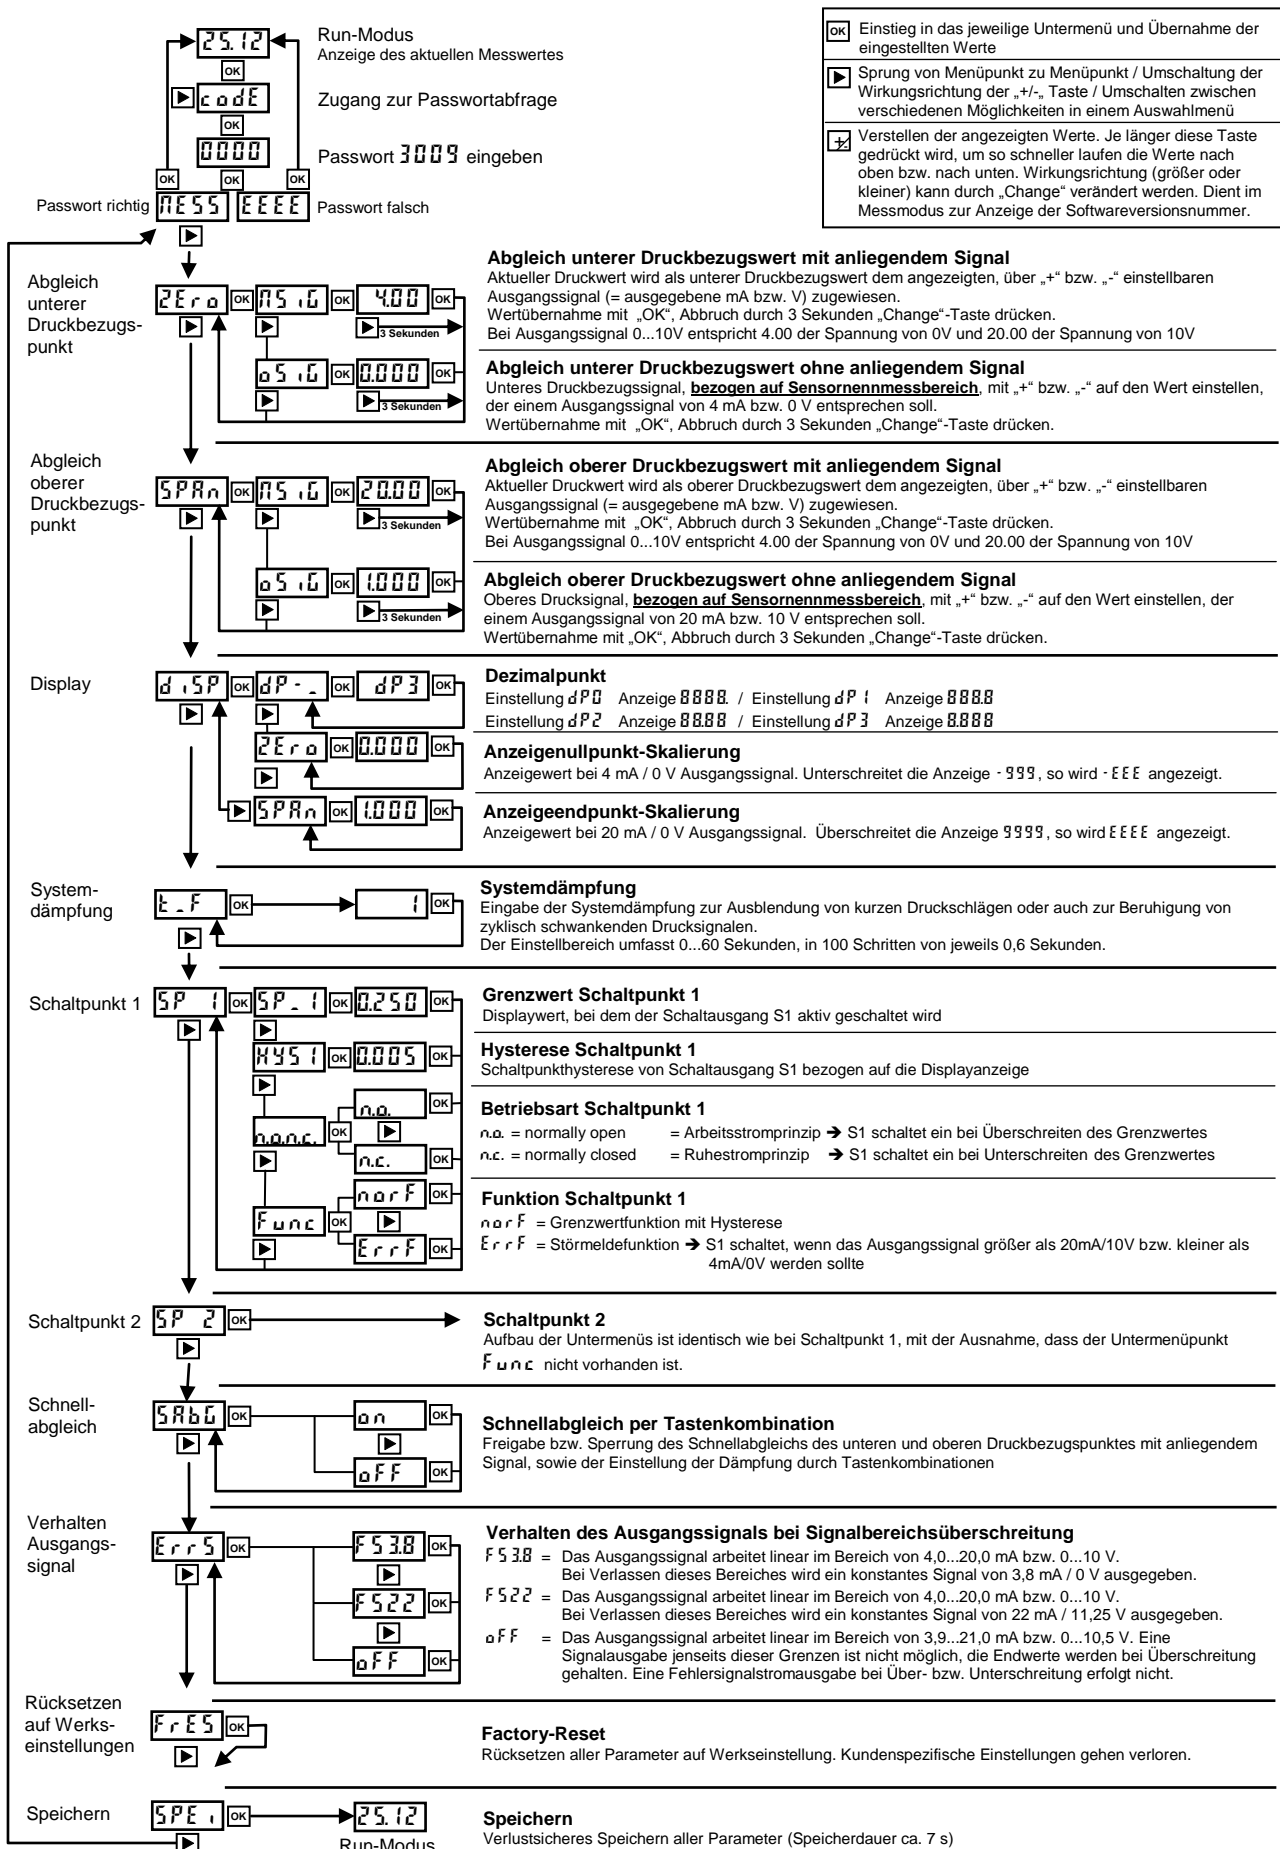 25.12
Run-Modus
Anzeige des aktuellen Messwertes
OK
codE
Zugang zur Passwortabfrage
OK
0000
Passwort 3009 eingeben
OK OK OK
Passwort richtig MESS EEEE Passwort falsch
OK Einstieg in das jeweilige Untermenü und Übernahme der
eingestellten Werte
Sprung von Menüpunkt zu Menüpunkt / Umschaltung der
Wirkungsrichtung der „+/-„ Taste / Umschalten zwischen
verschiedenen Möglichkeiten in einem Auswahlmenü
+/- Verstellen der angezeigten Werte. Je länger diese Taste
gedrückt wird, um so schneller laufen die Werte nach
oben bzw. nach unten. Wirkungsrichtung (größer oder
kleiner) kann durch „Change“ verändert werden. Dient im
Messmodus zur Anzeige der Softwareversionsnummer.
Abgleich
unterer
Druckbezugs-
punkt
ZEro OK MSiG OK 4.00 OK
3 Sekunden
oSiG OK 0.000 OK
3 Sekunden
Abgleich unterer Druckbezugswert mit anliegendem Signal
Aktueller Druckwert wird als unterer Druckbezugswert dem angezeigten, über „+“ bzw. „-“ einstellbaren
Ausgangssignal (= ausgegebene mA bzw. V) zugewiesen.
Wertübernahme mit „OK“, Abbruch durch 3 Sekunden „Change“-Taste drücken.
Bei Ausgangssignal 0...10V entspricht 4.00 der Spannung von 0V und 20.00 der Spannung von 10V
Abgleich unterer Druckbezugswert ohne anliegendem Signal
Unteres Druckbezugssignal, bezogen auf Sensornennmessbereich, mit „+“ bzw. „-“ auf den Wert einstellen,
der einem Ausgangssignal von 4 mA bzw. 0 V entsprechen soll.
Wertübernahme mit „OK“, Abbruch durch 3 Sekunden „Change“-Taste drücken.
Abgleich
oberer
Druckbezugs-
punkt
SPAn OK MSiG OK 20.00 OK
3 Sekunden
oSiG OK 1.000 OK
3 Sekunden
Abgleich oberer Druckbezugswert mit anliegendem Signal
Aktueller Druckwert wird als oberer Druckbezugswert dem angezeigten, über „+“ bzw. „-“ einstellbaren
Ausgangssignal (= ausgegebene mA bzw. V) zugewiesen.
Wertübernahme mit „OK“, Abbruch durch 3 Sekunden „Change“-Taste drücken.
Bei Ausgangssignal 0...10V entspricht 4.00 der Spannung von 0V und 20.00 der Spannung von 10V
Abgleich oberer Druckbezugswert ohne anliegendem Signal
Oberes Drucksignal, bezogen auf Sensornennmessbereich, mit „+“ bzw. „-“ auf den Wert einstellen, der
einem Ausgangssignal von 20 mA bzw. 10 V entsprechen soll.
Wertübernahme mit „OK“, Abbruch durch 3 Sekunden „Change“-Taste drücken.
Display
diSP OK dP-_ OK dP3 OK
ZEro OK 0.000 OK
SPAn OK 1.000 OK
Dezimalpunkt
Einstellung dP0 Anzeige 8888. / Einstellung dP1 Anzeige 888.8
Einstellung dP2 Anzeige 88.88 / Einstellung dP3 Anzeige 8.888
Anzeigenullpunkt-Skalierung
Anzeigewert bei 4 mA / 0 V Ausgangssignal. Unterschreitet die Anzeige -999, so wird -EEE angezeigt.
Anzeigeendpunkt-Skalierung
Anzeigewert bei 20 mA / 0 V Ausgangssignal. Überschreitet die Anzeige 9999, so wird EEEE angezeigt.
System-
dämpfung
t_F OK 1 OK
Systemdämpfung
Eingabe der Systemdämpfung zur Ausblendung von kurzen Druckschlägen oder auch zur Beruhigung von
zyklisch schwankenden Drucksignalen.
Der Einstellbereich umfasst 0...60 Sekunden, in 100 Schritten von jeweils 0,6 Sekunden.
Schaltpunkt 1
SP 1 OK SP_1 OK 0.250 OK
HYS1 OK 0.005 OK
n.o.n.c. OK n.o. OK
n.c. OK
Func OK norF OK
ErrF OK
Grenzwert Schaltpunkt 1
Displaywert, bei dem der Schaltausgang S1 aktiv geschaltet wird
Hysterese Schaltpunkt 1
Schaltpunkthysterese von Schaltausgang S1 bezogen auf die Displayanzeige
Betriebsart Schaltpunkt 1
n.o. = normally open = Arbeitsstromprinzip ➔ S1 schaltet ein bei Überschreiten des Grenzwertes
n.c. = normally closed = Ruhestromprinzip ➔ S1 schaltet ein bei Unterschreiten des Grenzwertes
Funktion Schaltpunkt 1
norF = Grenzwertfunktion mit Hysterese
ErrF = Störmeldefunktion ➔ S1 schaltet, wenn das Ausgangssignal größer als 20mA/10V bzw. kleiner als
4mA/0V werden sollte
Schaltpunkt 2
SP 2 OK
Schaltpunkt 2
Aufbau der Untermenüs ist identisch wie bei Schaltpunkt 1, mit der Ausnahme, dass der Untermenüpunkt
Func nicht vorhanden ist.
Schnell-
abgleich
SAbG OK on OK
oFF OK
Schnellabgleich per Tastenkombination
Freigabe bzw. Sperrung des Schnellabgleichs des unteren und oberen Druckbezugspunktes mit anliegendem
Signal, sowie der Einstellung der Dämpfung durch Tastenkombinationen
Verhalten
Ausgangs-
signal
ErrS OK FS3.8 OK
FS22 OK
oFF OK
Verhalten des Ausgangssignals bei Signalbereichsüberschreitung
FS3.8 = Das Ausgangssignal arbeitet linear im Bereich von 4,0...20,0 mA bzw. 0...10 V.
Bei Verlassen dieses Bereiches wird ein konstantes Signal von 3,8 mA / 0 V ausgegeben.
FS22 = Das Ausgangssignal arbeitet linear im Bereich von 4,0...20,0 mA bzw. 0...10 V.
Bei Verlassen dieses Bereiches wird ein konstantes Signal von 22 mA / 11,25 V ausgegeben.
oFF = Das Ausgangssignal arbeitet linear im Bereich von 3,9...21,0 mA bzw. 0...10,5 V. Eine
Signalausgabe jenseits dieser Grenzen ist nicht möglich, die Endwerte werden bei Überschreitung
gehalten. Eine Fehlersignalstromausgabe bei Über- bzw. Unterschreitung erfolgt nicht.
Rücksetzen
auf Werks-
einstellungen
FrES OK
Factory-Reset
Rücksetzen aller Parameter auf Werkseinstellung. Kundenspezifische Einstellungen gehen verloren.
Speichern
SPEi OK 25.12
Run-Modus
Speichern
Verlustsicheres Speichern aller Parameter (Speicherdauer ca. 7 s)